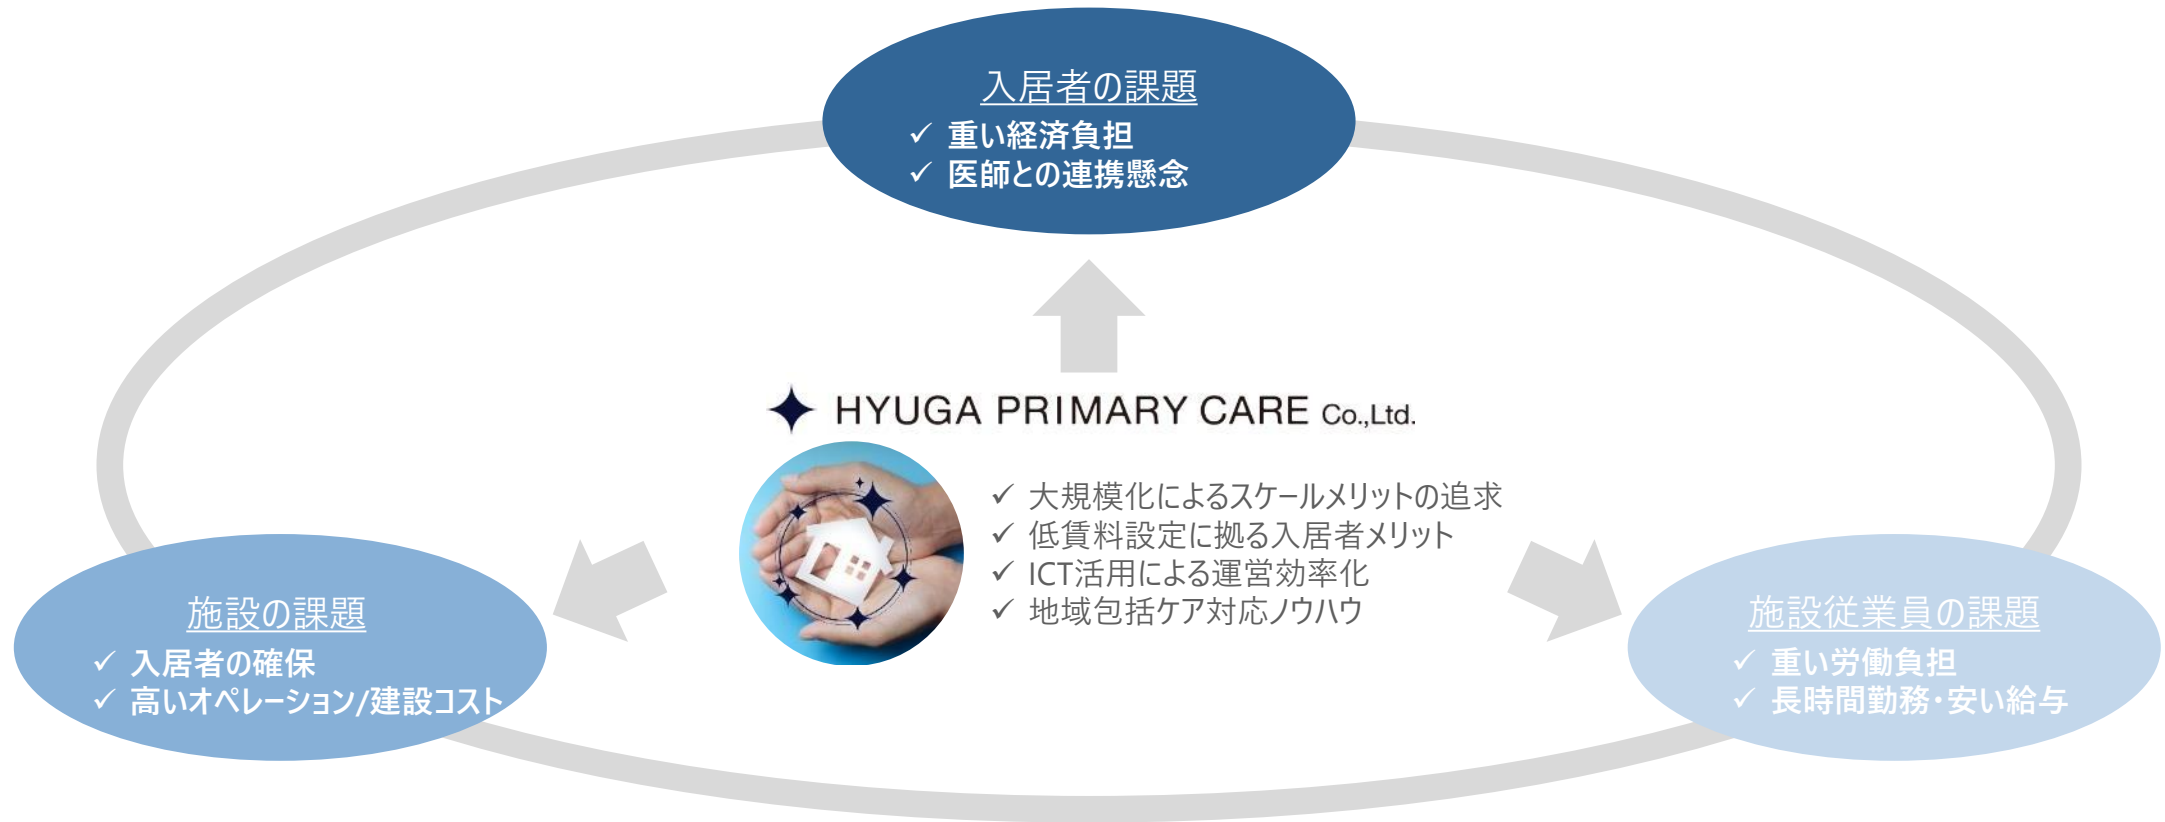 入居者の課題
✓ 重い経済負担
✓ 医師との連携懸念
HYUGA PRIMARY CARE Co.,Ltd.
✓ 大規模化によるスケールメリットの追求
✓ 低賃料設定に拠る入居者メリット
✓ ICT活用による運営効率化
✓ 地域包括ケア対応ノウハウ
施設の課題
✓ 入居者の確保
✓ 高いオペレーション/建設コスト
施設従業員の課題
✓ 重い労働負担
✓ 長時間勤務・安い給与